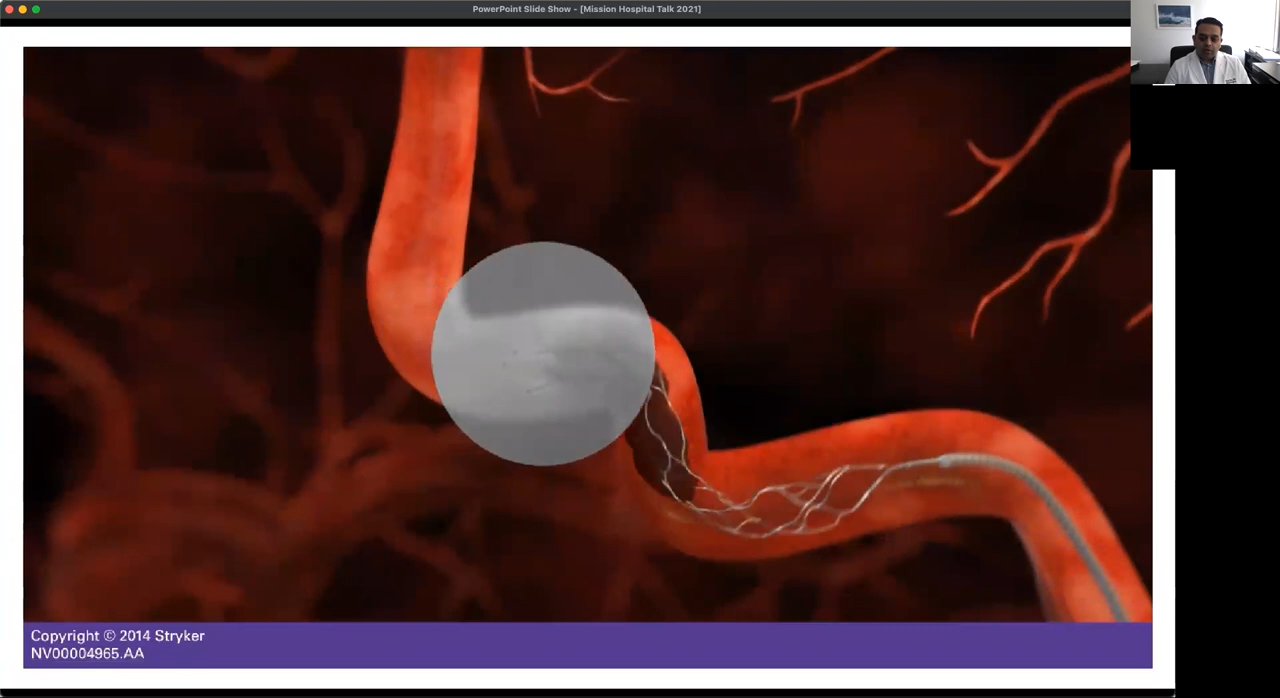 PowerPoint Slide Show - [Mission Hospital Talk 2021]
Copyright © 2014 Stryker
NV00004965.AA